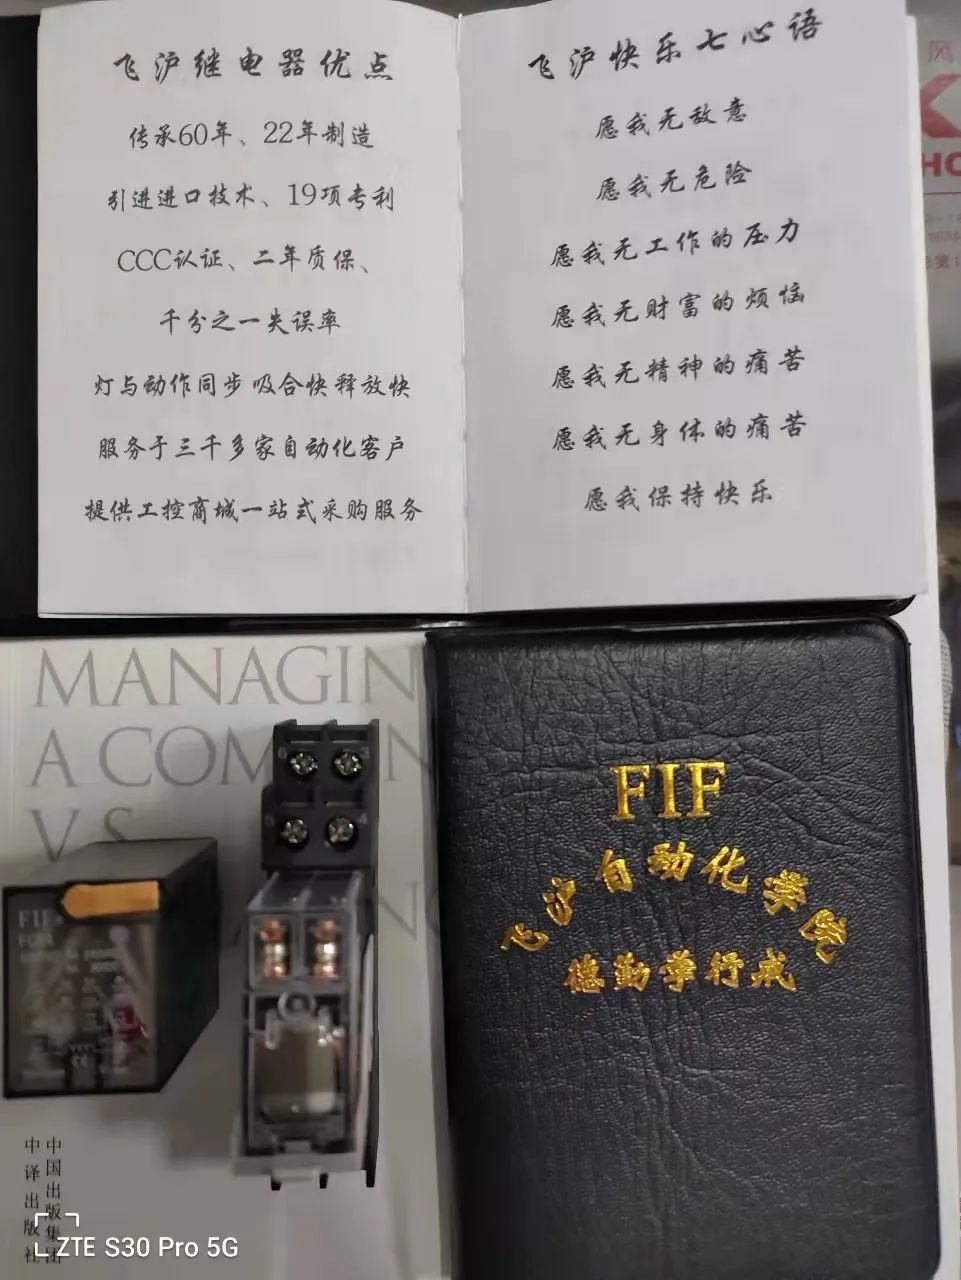 飞沪继电器优点
传承60年、22年制造
引进进口技术、19项专利
CCC认证、二年质保、
千分之一失误率
灯与动作同步吸合快释放快
服务于三千多家自动化客户
提供工控商城一站式采购服务
飞沪快乐七心语
愿我无敌意
愿我无危险
愿我无工作的压力
愿我无财富的烦恼
愿我无精神的痛苦
愿我无身体的痛苦
愿我保持快乐
风
MANAGIN
A COM
V.S.
FIF
飞沪自动化学院
德勤学行戒
FIF
中国出版集团
中译出版社
ZTE S30 Pro 5G